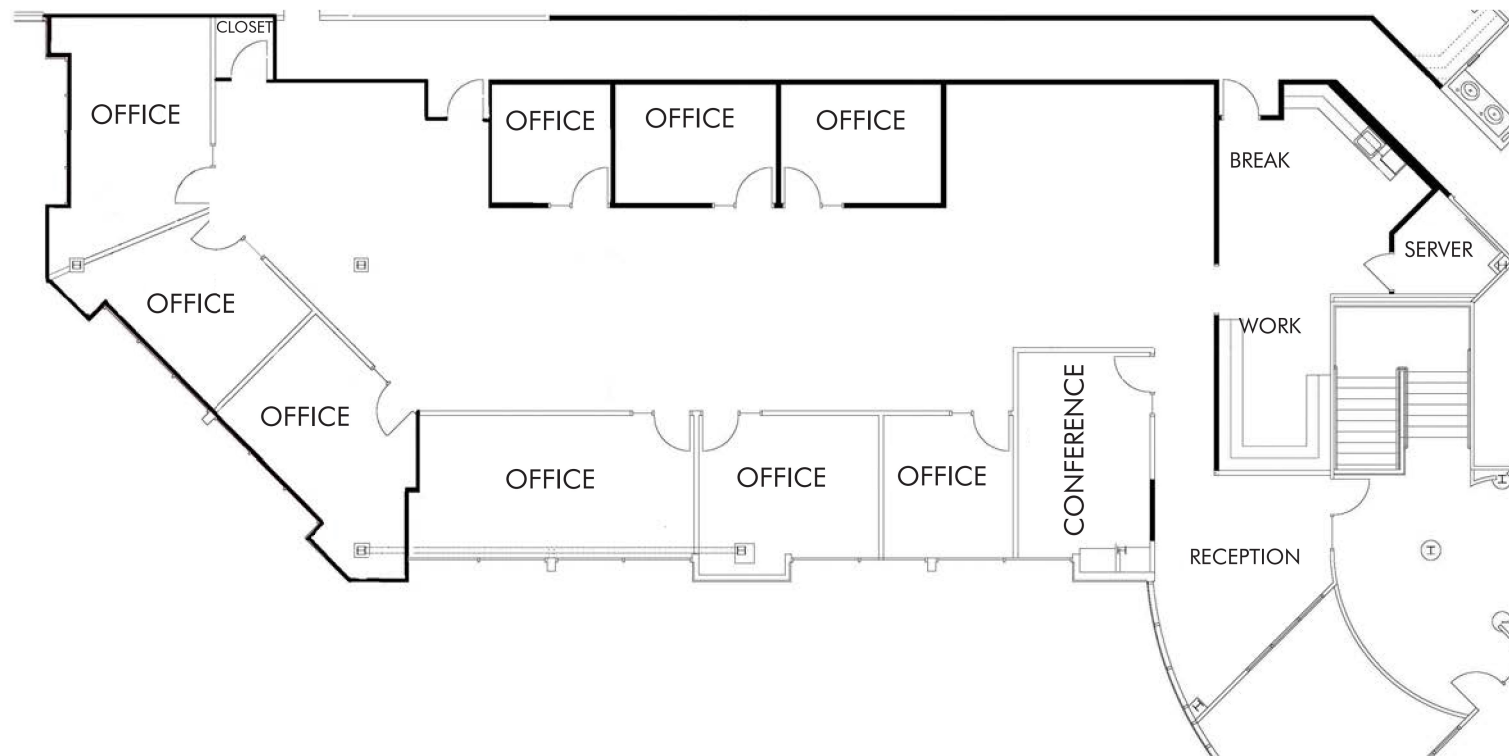 CLOSET
OFFICE
OFFICE
OFFICE
OFFICE
BREAK
SERVER
OFFICE
WORK
OFFICE
CONFERENCE
OFFICE
OFFICE
OFFICE
RECEPTION